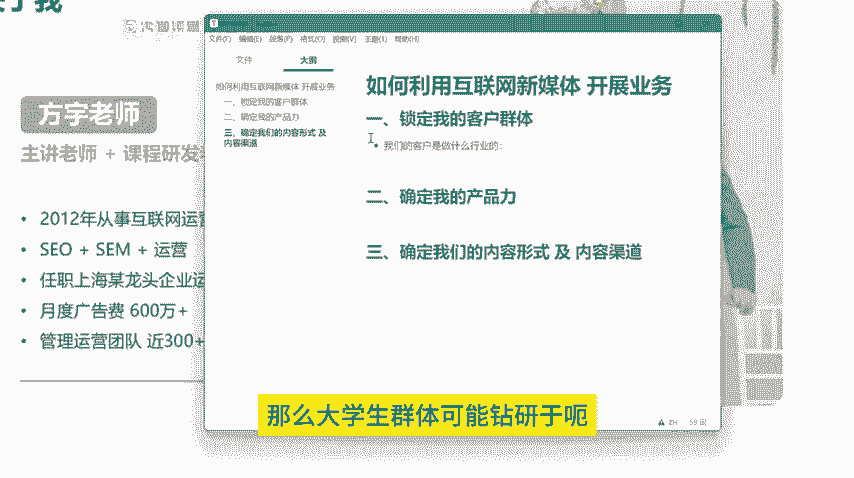 方宇老师
主讲老师 + 课程研发
• 2012年从事互联网运营
• SEO + SEM + 运营
• 任职上海某龙头企业运
• 月度广告费 600万+
• 管理运营团队 近300+
文件(F) 编辑(E) 段落(P) 格式(O) 视图(V) 主题(T) 帮助(H)
文件 大纲
如何利用互联网新媒体 开展业务
一、锁定我的客户群体
二、确定我的产品力
三、确定我们的内容形式 及
内容渠道
如何利用互联网新媒体 开展业务
一、锁定我的客户群体
• 我们的客户是做什么行业的:
二、确定我的产品力
三、确定我们的内容形式 及 内容渠道
ZH 59 词
那么大学生群体可能钻研于呃